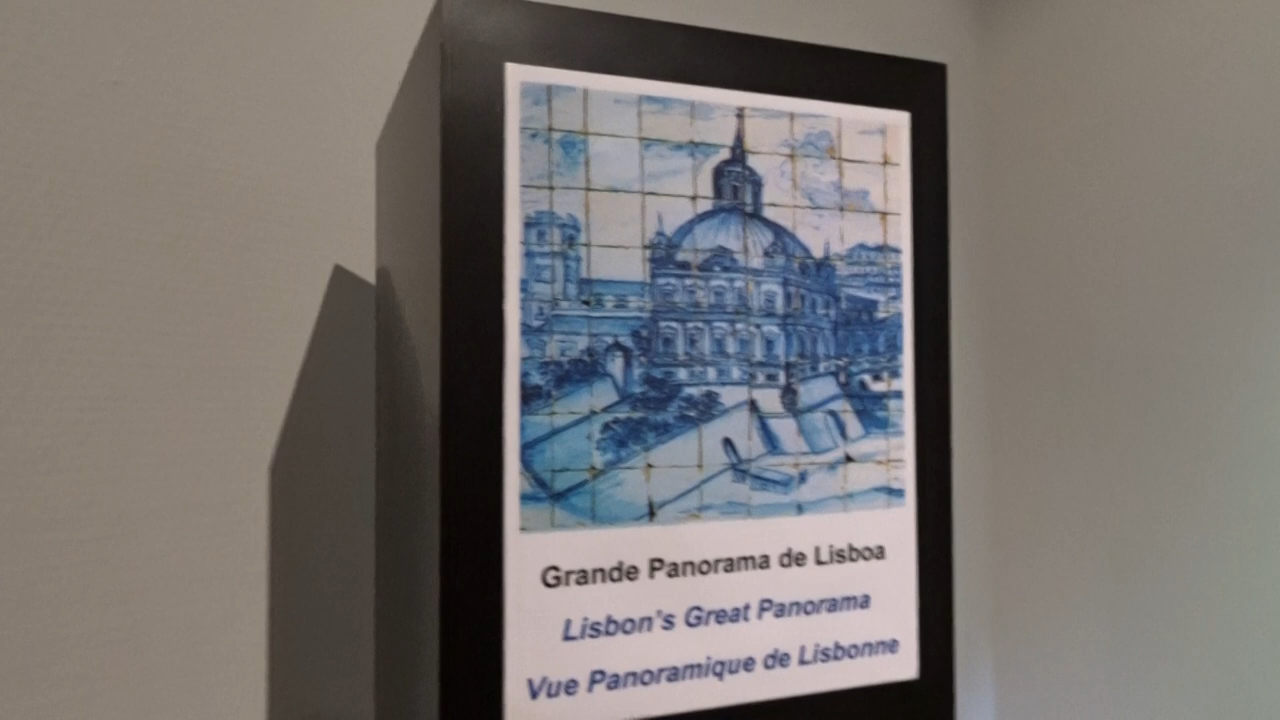 Grande Panorama de Lisboa
Lisbon's Great Panorama
Vue Panoramique de Lisbonne